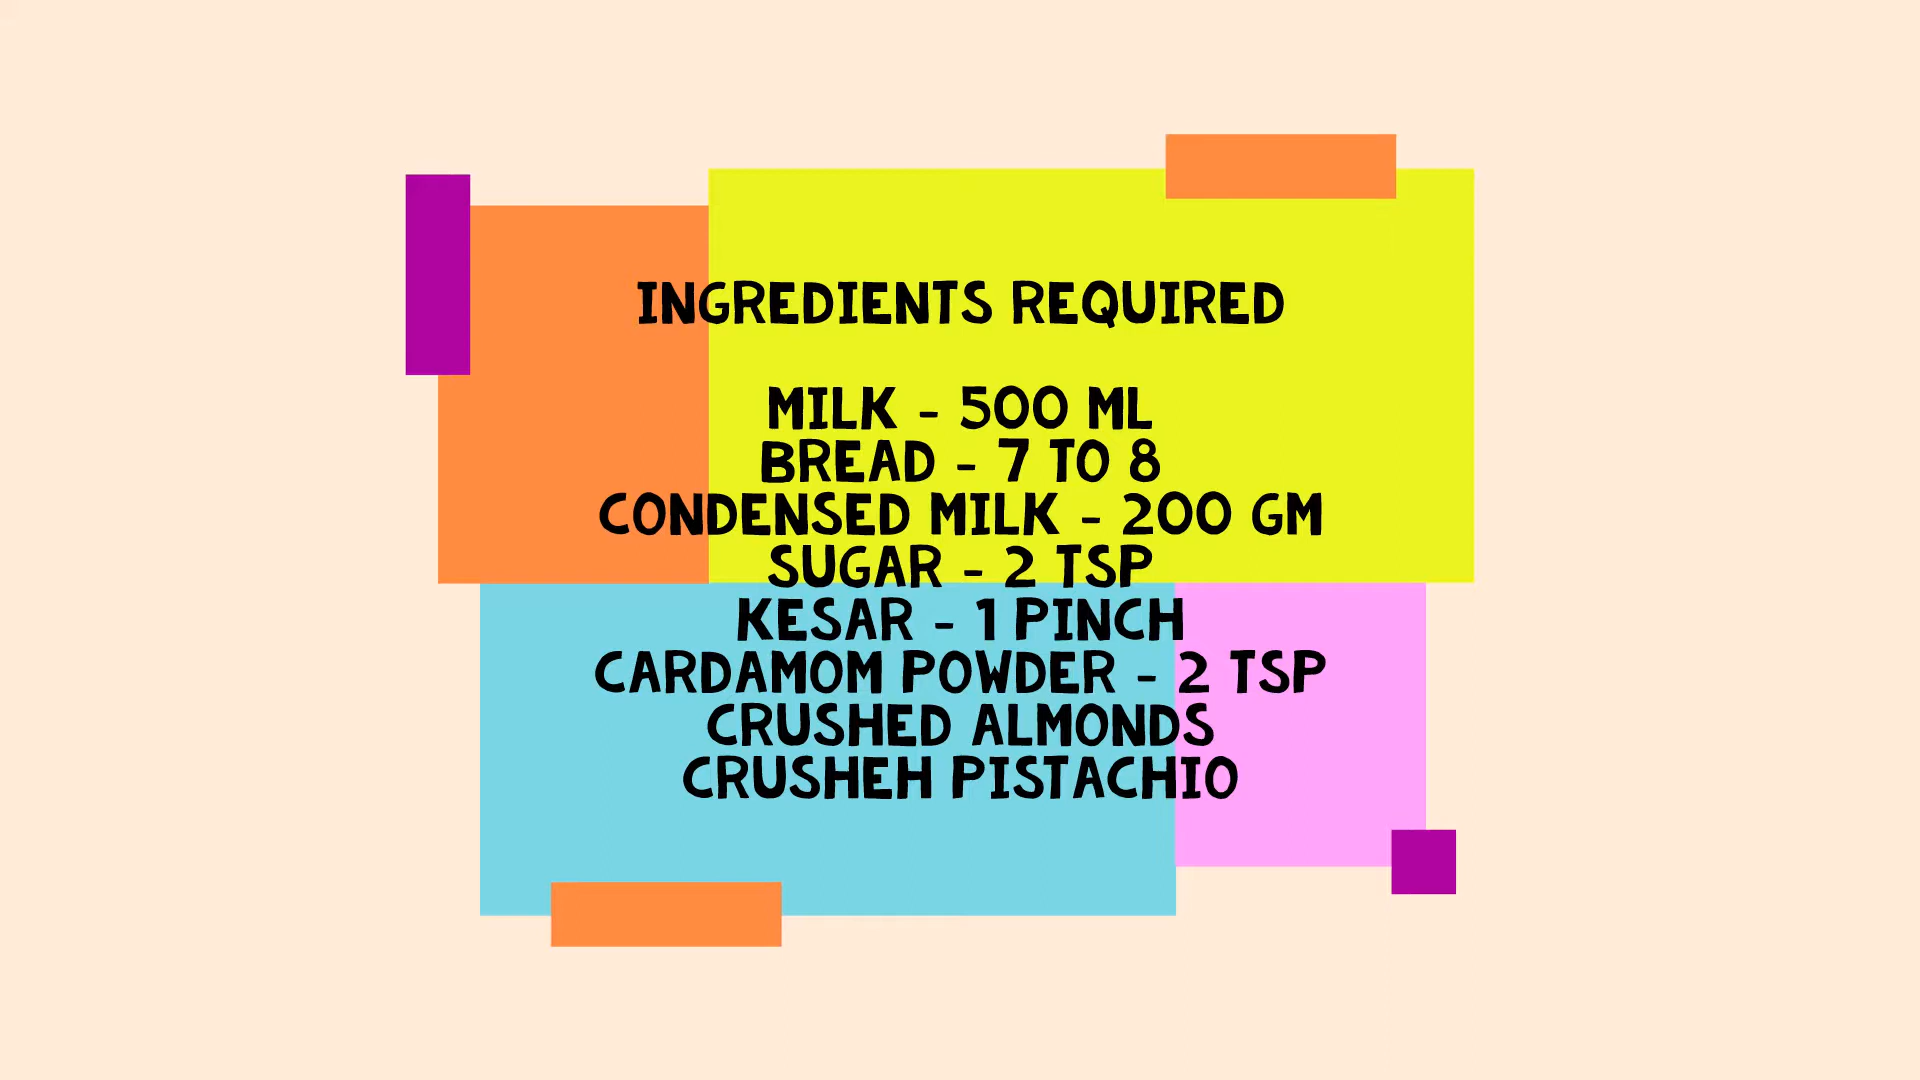 INGREDIENTS REQUIRED
MILK - 500 ML
BREAD - 7 TO 8
CONDENSED MILK - 200 GM
SUGAR - 2 TSP
KESAR - 1 PINCH
CARDAMOM POWDER - 2 TSP
CRUSHED ALMONDS
CRUSHEH PISTACHIO